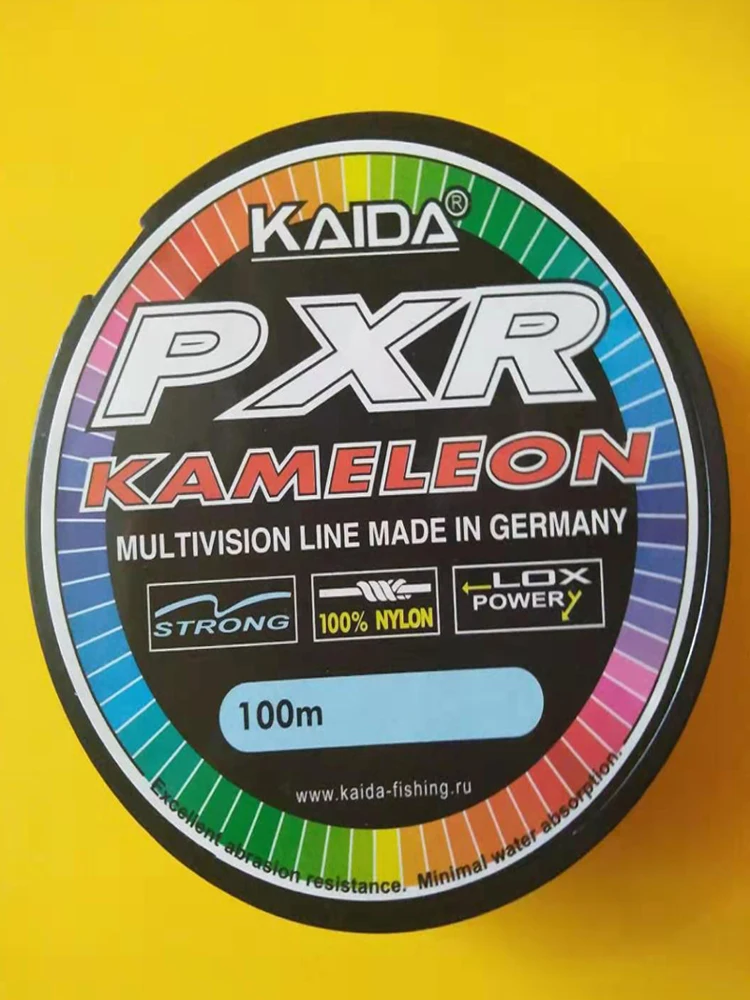 KAIDA®
PXR
KAMELEON
MULTIVISION LINE MADE IN GERMANY
STRONG
100% NYLON
LOX
POWERy
100m
www.kaida-fishing.ru
Excellent abrasion resistance. Minimal water absorption.